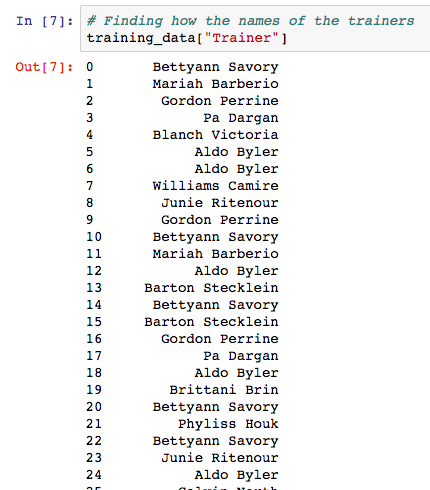 In [7]: # Finding how the names of the trainers
training_data["Trainer"]
Out[7]: 0 Bettyann Savory
1 Mariah Barberio
2 Gordon Perrine
3 Pa Dargan
4 Blanch Victoria
5 Aldo Byler
6 Aldo Byler
7 Williams Camire
8 Junie Ritenour
9 Gordon Perrine
10 Bettyann Savory
11 Mariah Barberio
12 Aldo Byler
13 Barton Stecklein
14 Bettyann Savory
15 Barton Stecklein
16 Gordon Perrine
17 Pa Dargan
18 Aldo Byler
19 Brittani Brin
20 Bettyann Savory
21 Phyliss Houk
22 Bettyann Savory
23 Junie Ritenour
24 Aldo Byler